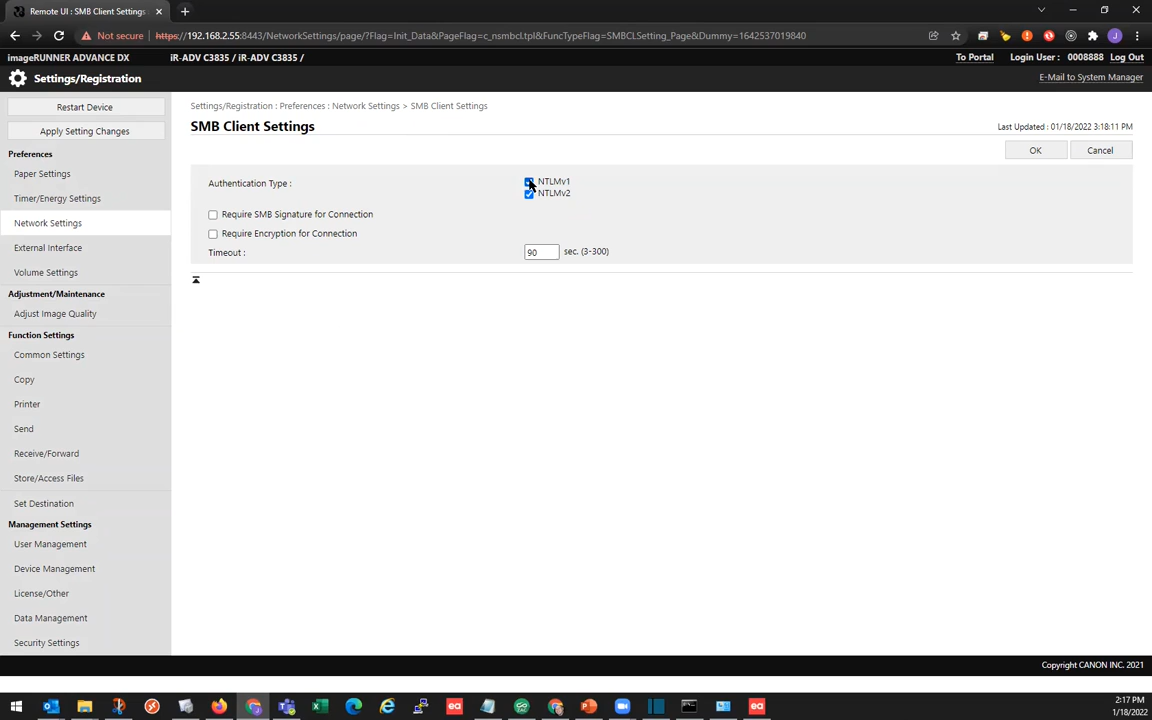 Remote UI : SMB Client Settings
Not secure
https://192.168.2.55:8443/NetworkSettings/page/?Flag=Init_Data&PageFlag=c_nsmbcl.tpl&FuncTypeFlag=SMBCLSetting_Page&Dummy=1642537019840
imageRUNNER ADVANCE DX
iR-ADV C3835 / iR-ADV C3835 /
To Portal
Login User : 0008888 Log Out
Settings/Registration
E-Mail to System Manager
Restart Device
Apply Setting Changes
Preferences
Paper Settings
Timer/Energy Settings
Network Settings
External Interface
Volume Settings
Adjustment/Maintenance
Adjust Image Quality
Function Settings
Common Settings
Copy
Printer
Send
Receive/Forward
Store/Access Files
Set Destination
Management Settings
User Management
Device Management
License/Other
Data Management
Security Settings
Settings/Registration : Preferences : Network Settings > SMB Client Settings
SMB Client Settings
Last Updated : 01/18/2022 3:18:11 PM
OK
Cancel
Authentication Type :
NTLMv1
NTLMv2
Require SMB Signature for Connection
Require Encryption for Connection
Timeout :
90
sec. (3-300)
Copyright CANON INC. 2021
2:17 PM
1/18/2022